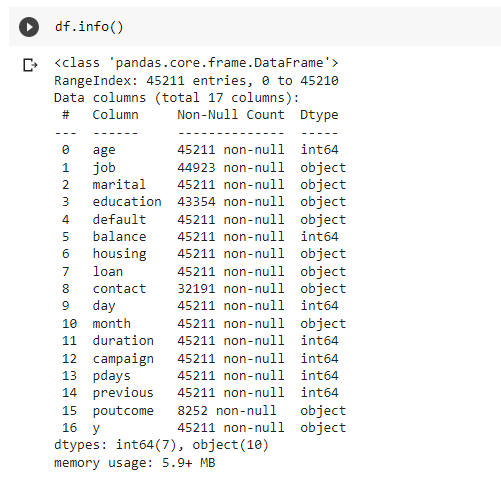 df.info()
<class 'pandas.core.frame.DataFrame'>
RangeIndex: 45211 entries, 0 to 45210
Data columns (total 17 columns):
 #   Column     Non-Null Count  Dtype
---  ------     --------------  -----
 0   age        45211 non-null  int64
 1   job        44923 non-null  object
 2   marital    45211 non-null  object
 3   education  43354 non-null  object
 4   default    45211 non-null  object
 5   balance    45211 non-null  int64
 6   housing    45211 non-null  object
 7   loan       45211 non-null  object
 8   contact    32191 non-null  object
 9   day        45211 non-null  int64
 10  month      45211 non-null  object
 11  duration   45211 non-null  int64
 12  campaign   45211 non-null  int64
 13  pdays      45211 non-null  int64
 14  previous   45211 non-null  int64
 15  poutcome   8252 non-null   object
 16  y          45211 non-null  object
dtypes: int64(7), object(10)
memory usage: 5.9+ MB